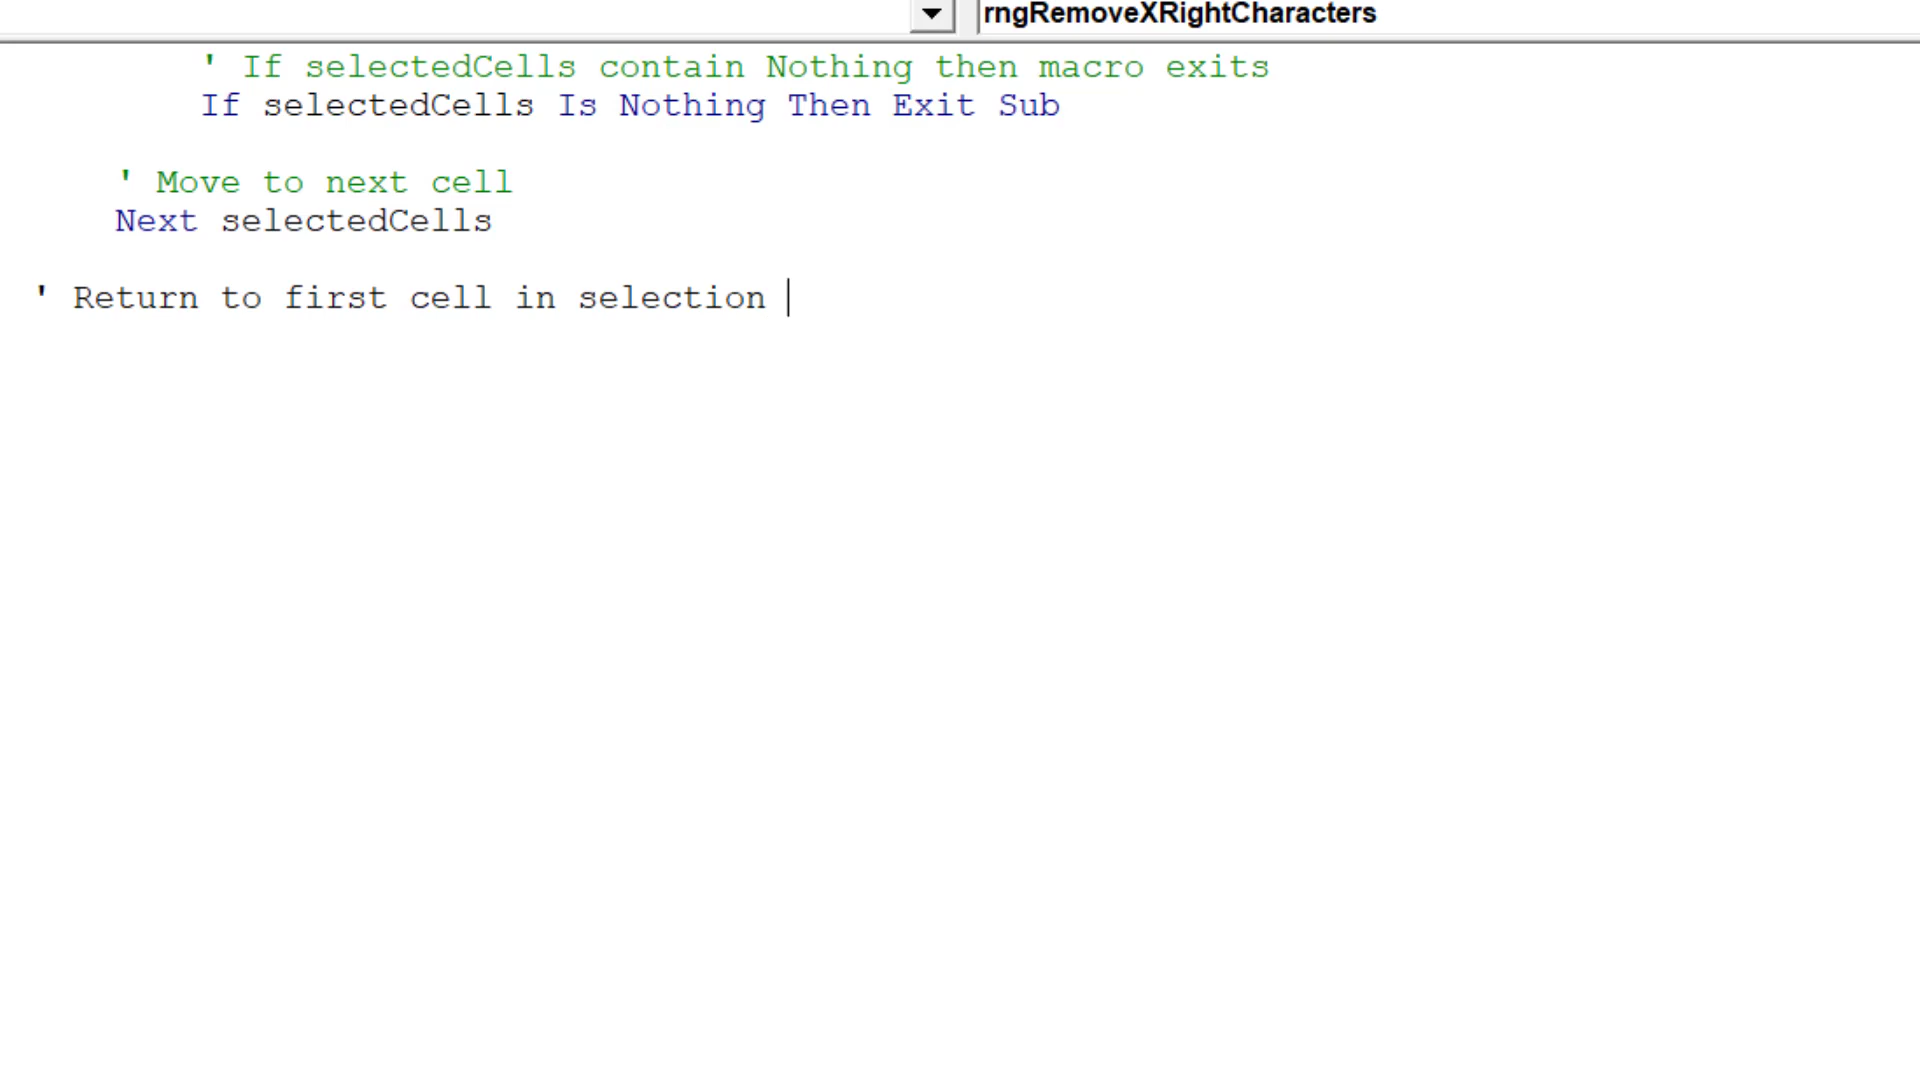 rngRemoveXRightCharacters
' If selectedCells contain Nothing then macro exits
If selectedCells Is Nothing Then Exit Sub
' Move to next cell
Next selectedCells
' Return to first cell in selection